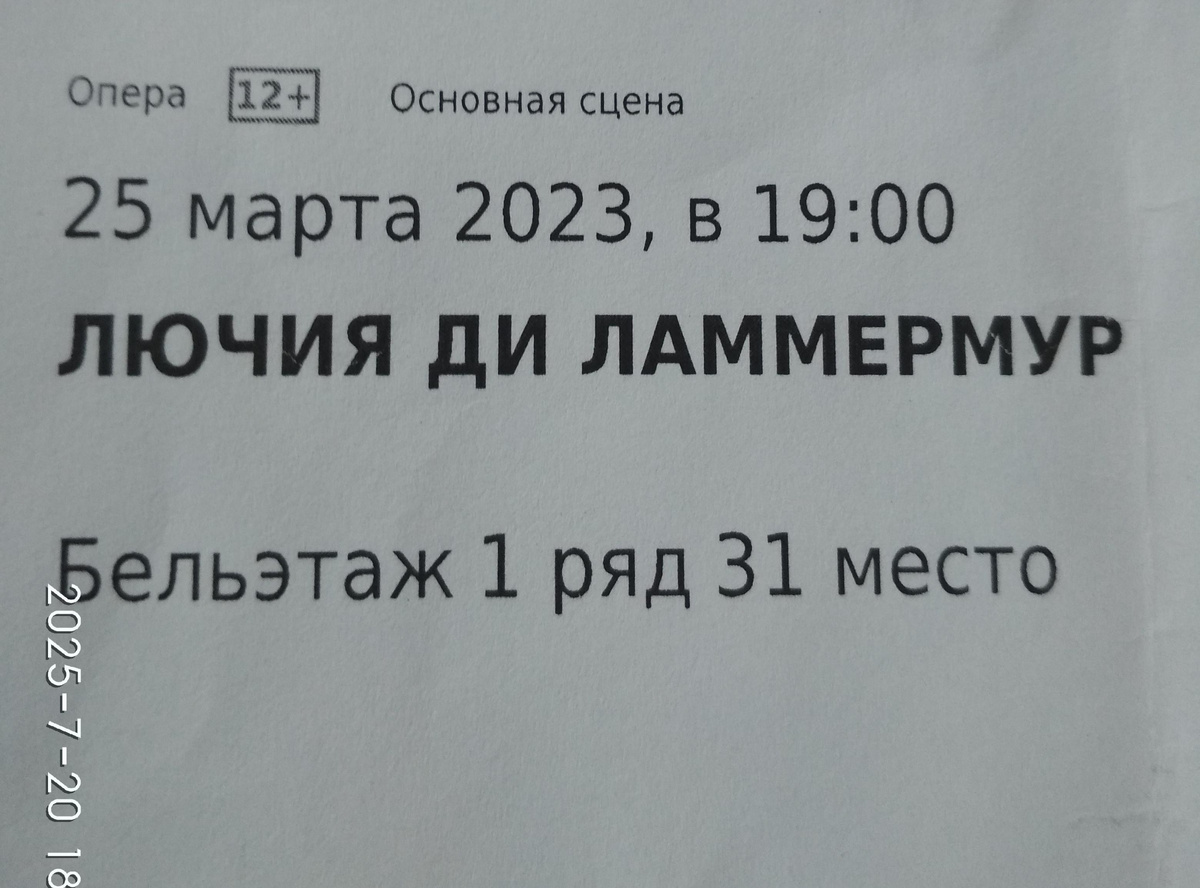 Опера 12+ Основная сцена
25 марта 2023, в 19:00
ЛЮЧИЯ ДИ ЛАММЕРМУР
Бельэтаж 1 ряд 31 место
2025-7-20 18